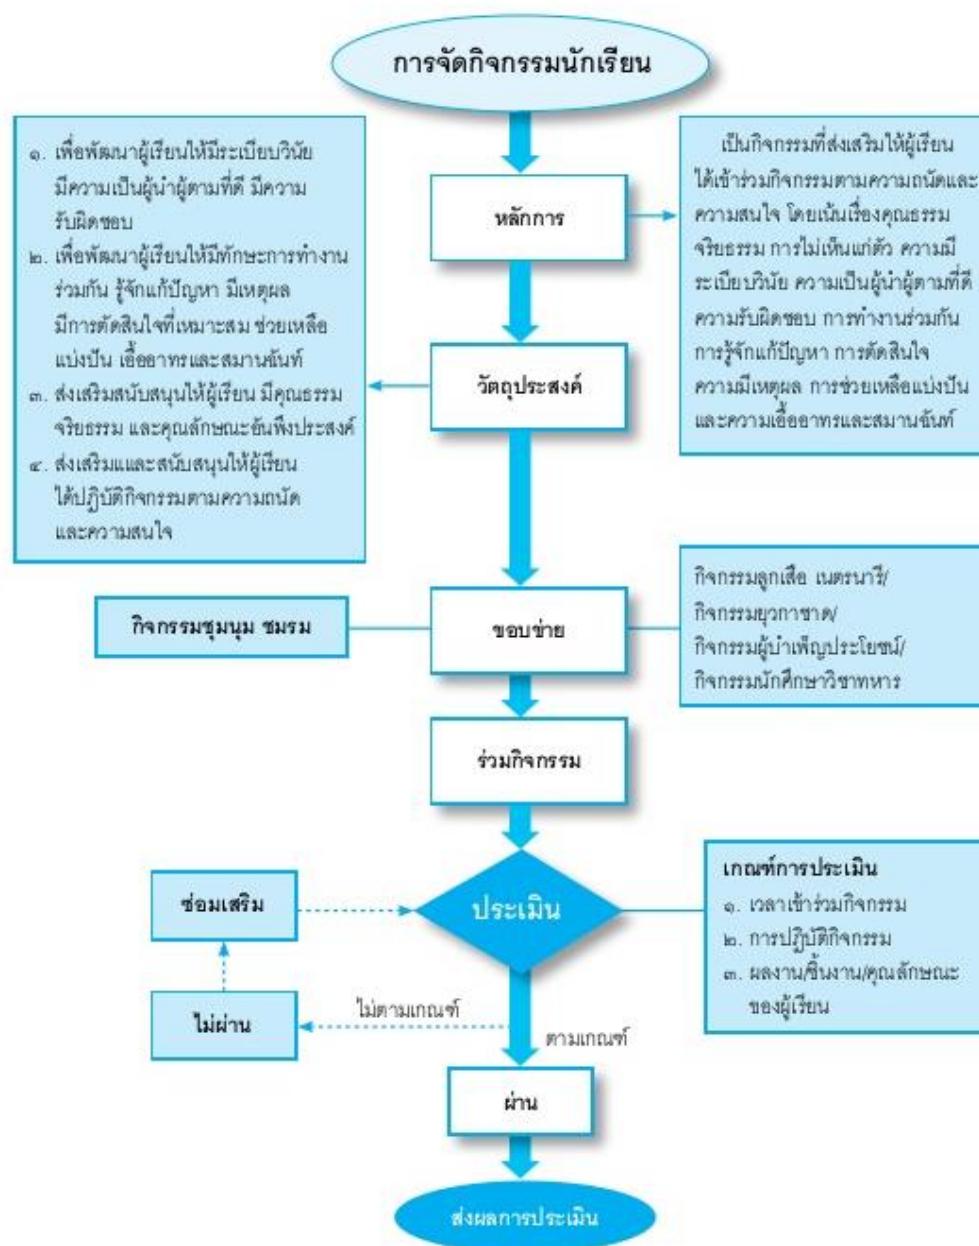 การจัดกิจกรรมนักเรียน
หลักการ
เป็นกิจกรรมที่ส่งเสริมให้ผู้เรียน
ได้เข้าร่วมกิจกรรมตามความถนัดและ
ความสนใจ โดยเน้นเรื่องคุณธรรม
จริยธรรม การไม่เห็นแก่ตัว ความมี
ระเบียบวินัย ความเป็นผู้นำผู้ตามที่ดี
ความรับผิดชอบ การทำงานร่วมกัน
การรู้จักแก้ปัญหา การตัดสินใจ
ความมีเหตุผล การช่วยเหลือแบ่งปัน
และความเอื้ออาทรและสมานฉันท์
วัตถุประสงค์
๑. เพื่อพัฒนาผู้เรียนให้มีระเบียบวินัย
มีความเป็นผู้นำผู้ตามที่ดี มีความ
รับผิดชอบ
๒. เพื่อพัฒนาผู้เรียนให้มีทักษะการทำงาน
ร่วมกัน รู้จักแก้ปัญหา มีเหตุผล
มีการตัดสินใจที่เหมาะสม ช่วยเหลือ
แบ่งปัน เอื้ออาทรและสมานฉันท์
๓. ส่งเสริมสนับสนุนให้ผู้เรียน มีคุณธรรม
จริยธรรม และคุณลักษณะอันพึงประสงค์
๔. ส่งเสริมแและสนับสนุนให้ผู้เรียน
ได้ปฏิบัติกิจกรรมตามความถนัด
และความสนใจ
กิจกรรมชุมนุม ชมรม
ขอบข่าย
กิจกรรมลูกเสือ เนตรนารี/
กิจกรรมยุวกาชาด/
กิจกรรมผู้บำเพ็ญประโยชน์/
กิจกรรมนักศึกษาวิชาทหาร
ร่วมกิจกรรม
ประเมิน
เกณฑ์การประเมิน
๑. เวลาเข้าร่วมกิจกรรม
๒. การปฏิบัติกิจกรรม
๓. ผลงาน/ชิ้นงาน/คุณลักษณะ
ของผู้เรียน
ซ่อมเสริม
ไม่ผ่าน
ไม่ตามเกณฑ์
ตามเกณฑ์
ผ่าน
ส่งผลการประเมิน